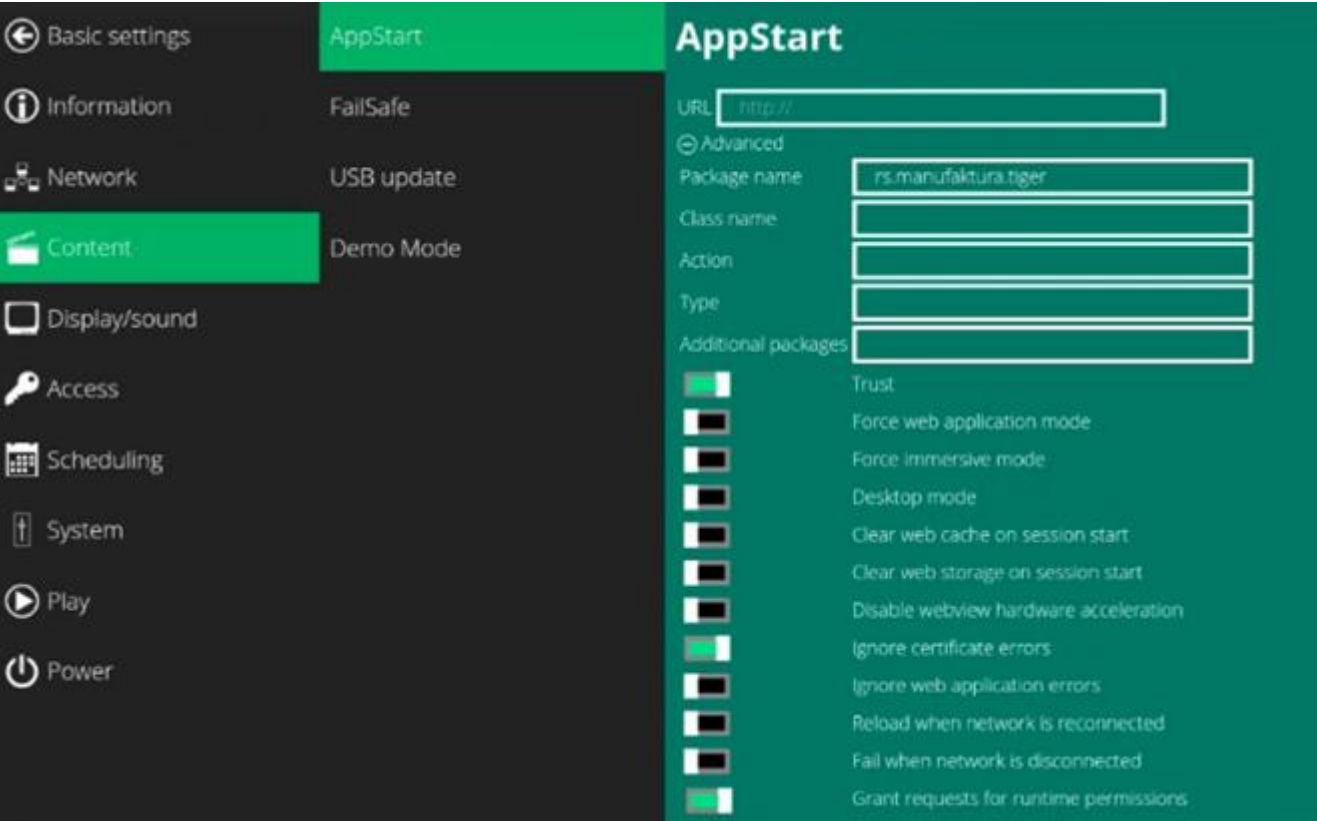 Basic settings
Information
Network
Content
Display/sound
Access
Scheduling
System
Play
Power
AppStart
FailSafe
USB update
Demo Mode
AppStart
URL http://
Advanced
Package name rs.manufaktura.tiger
Class name
Action
Type
Additional packages
Trust
Force web application mode
Force immersive mode
Desktop mode
Clear web cache on session start
Clear web storage on session start
Disable webview hardware acceleration
Ignore certificate errors
Ignore web application errors
Reload when network is reconnected
Fail when network is disconnected
Grant requests for runtime permissions